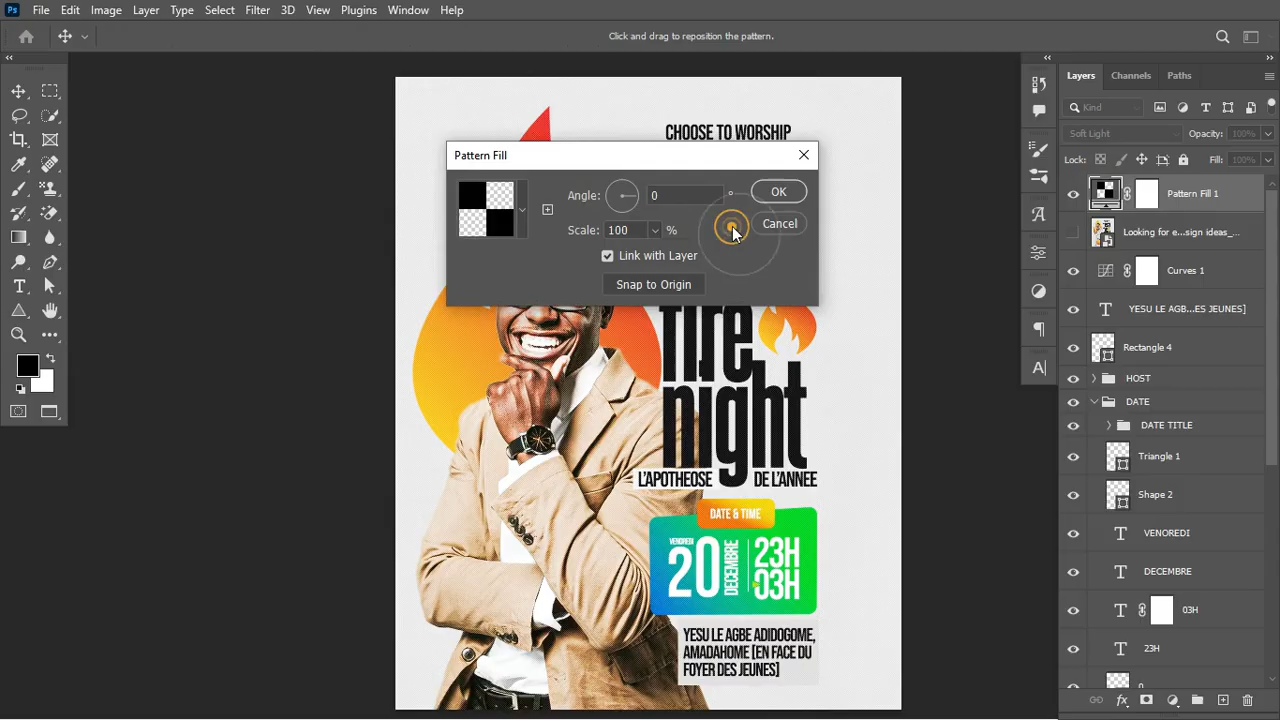 Ps File Edit Image Layer Type Select Filter 3D View Plugins Window Help
Click and drag to reposition the pattern.
Layers Channels Paths
Kind
Soft Light Opacity: 100%
Lock: Fill: 100%
Pattern Fill 1
Looking for e...sign ideas_...
Curves 1
YESU LE AGB...ES JEUNES]
Rectangle 4
HOST
DATE
DATE TITLE
Triangle 1
Shape 2
VENOREDI
DECEMBRE
03H
23H
Pattern Fill
Angle: 0 °
OK
Scale: 100 %
Cancel
Link with Layer
Snap to Origin
CHOOSE TO WORSHIP
fire
night
L'APOTHEOSE DE L'ANNEE
DATE & TIME
VENDREDI
20
DECEMBRE
23H
03H
YESU LE AGBE ADIDOGOME,
AMADAHOME [EN FACE DU
FOYER DES JEUNES]